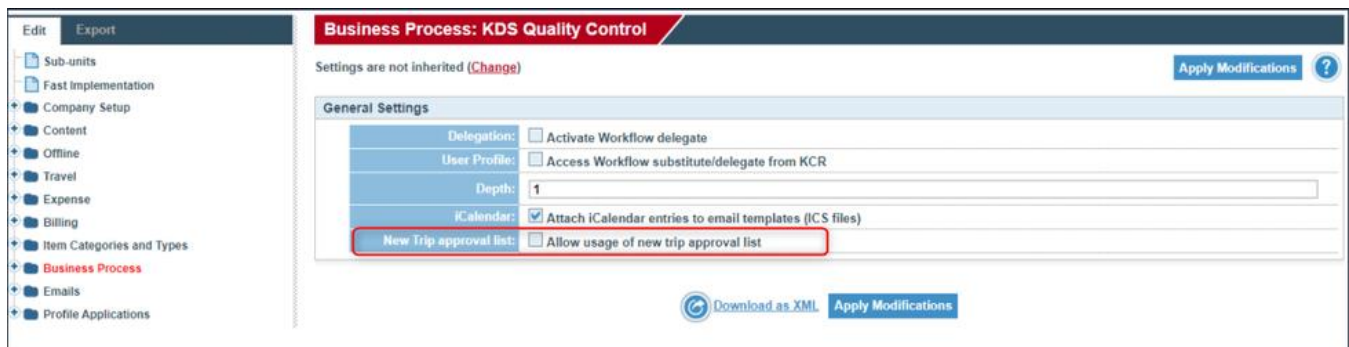 Edit Export
Sub-units
Fast Implementation
Company Setup
Content
Offline
Travel
Expense
Billing
Item Categories and Types
Business Process
Emails
Profile Applications
Business Process: KDS Quality Control
Settings are not inherited (Change)
Apply Modifications ?
General Settings
Delegation: Activate Workflow delegate
User Profile: Access Workflow substitute/delegate from KCR
Depth: 1
iCalendar: Attach iCalendar entries to email templates (ICS files)
New Trip approval list: Allow usage of new trip approval list
Download as XML Apply Modifications